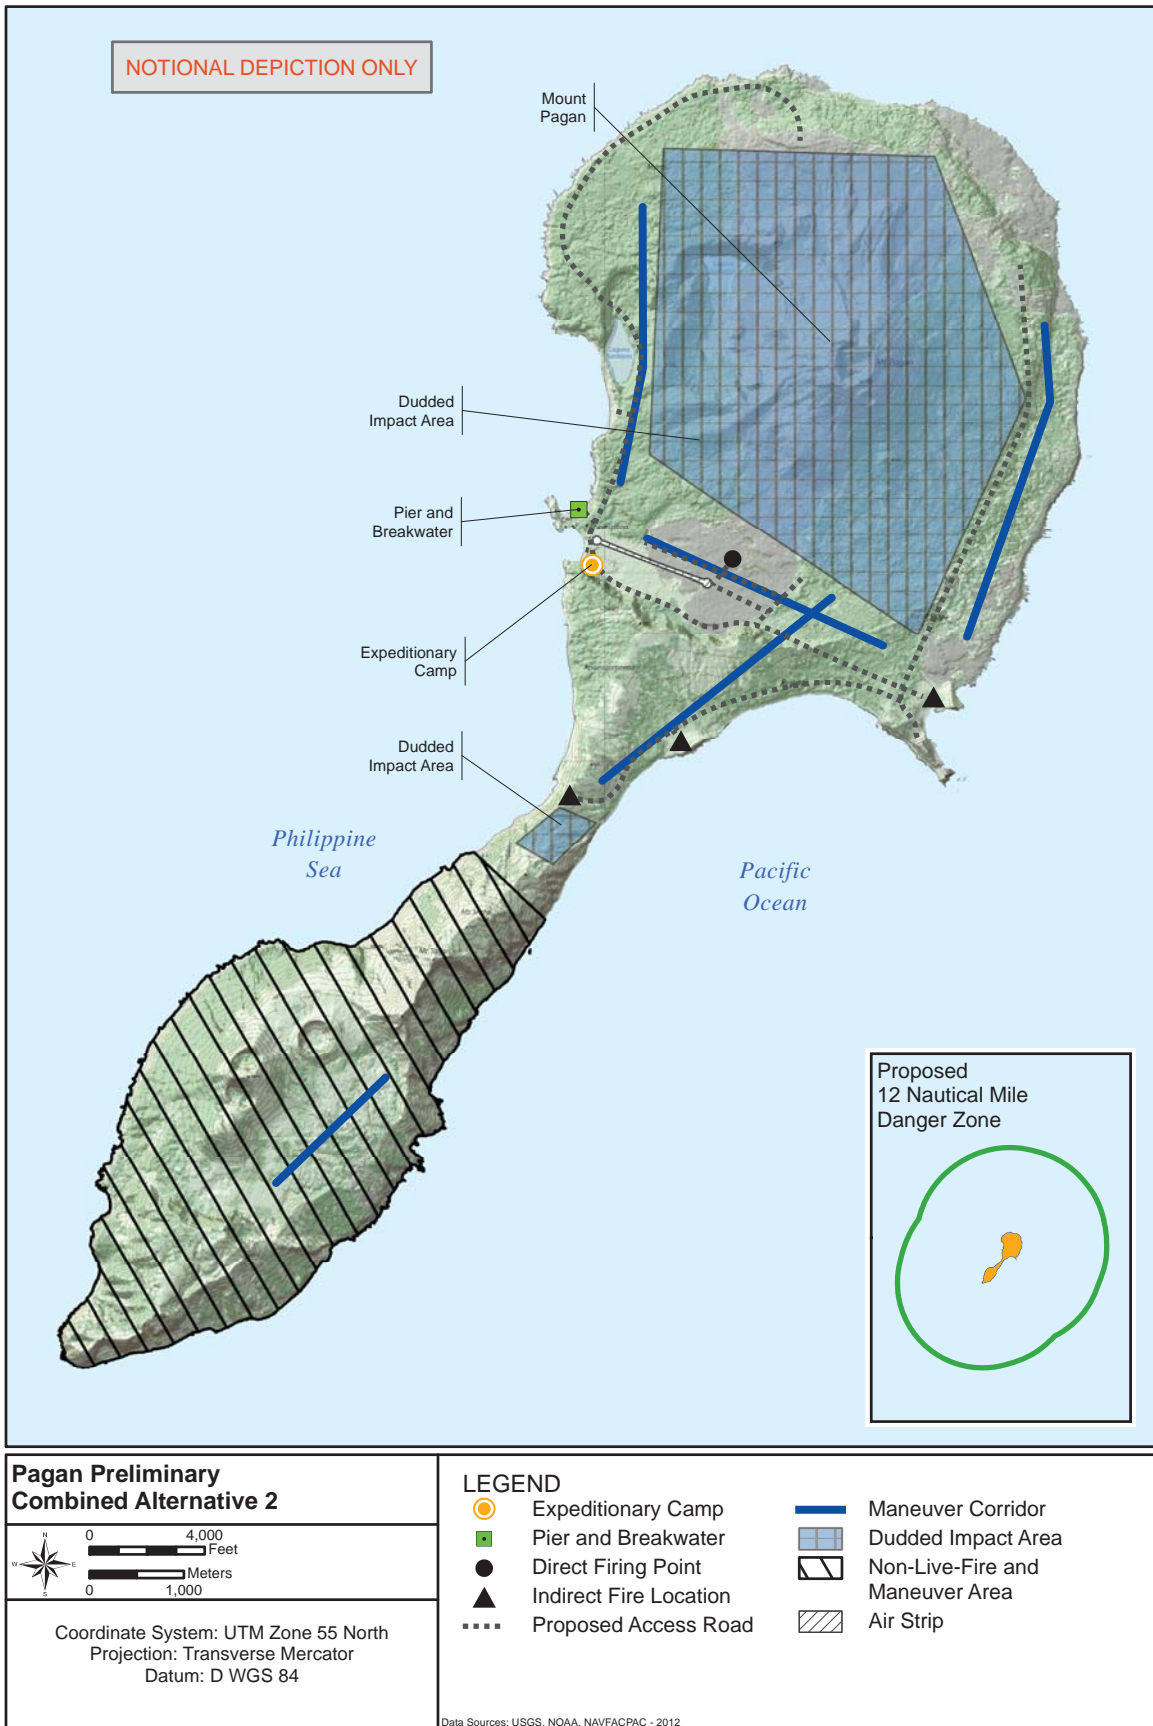 NOTIONAL DEPICTION ONLY
Mount
Pagan
Dudded
Impact Area
Pier and
Breakwater
Expeditionary
Camp
Dudded
Impact Area
Philippine
Sea
Pacific
Ocean
Proposed
12 Nautical Mile
Danger Zone
Pagan Preliminary
Combined Alternative 2
N
W
E
S
0
4,000
Feet
Meters
0
1,000
Coordinate System: UTM Zone 55 North
Projection: Transverse Mercator
Datum: D WGS 84
LEGEND
Expeditionary Camp
Pier and Breakwater
Direct Firing Point
Indirect Fire Location
Proposed Access Road
Maneuver Corridor
Dudded Impact Area
Non-Live-Fire and
Maneuver Area
Air Strip
Data Sources: USGS, NOAA, NAVFACPAC - 2012